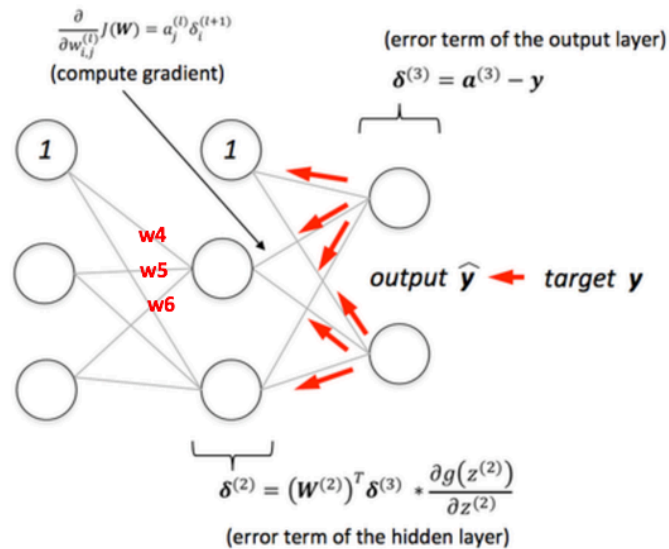 ∂/∂w_{i,j}^{(l)} J(W) = a_j^{(l)} δ_i^{(l+1)}
(compute gradient)
(error term of the output layer)
δ^{(3)} = a^{(3)} − y
1
1
w4
w5
w6
output ŷ
target y
δ^{(2)} = (W^{(2)})^T δ^{(3)} * ∂g(z^{(2)})/∂z^{(2)}
(error term of the hidden layer)